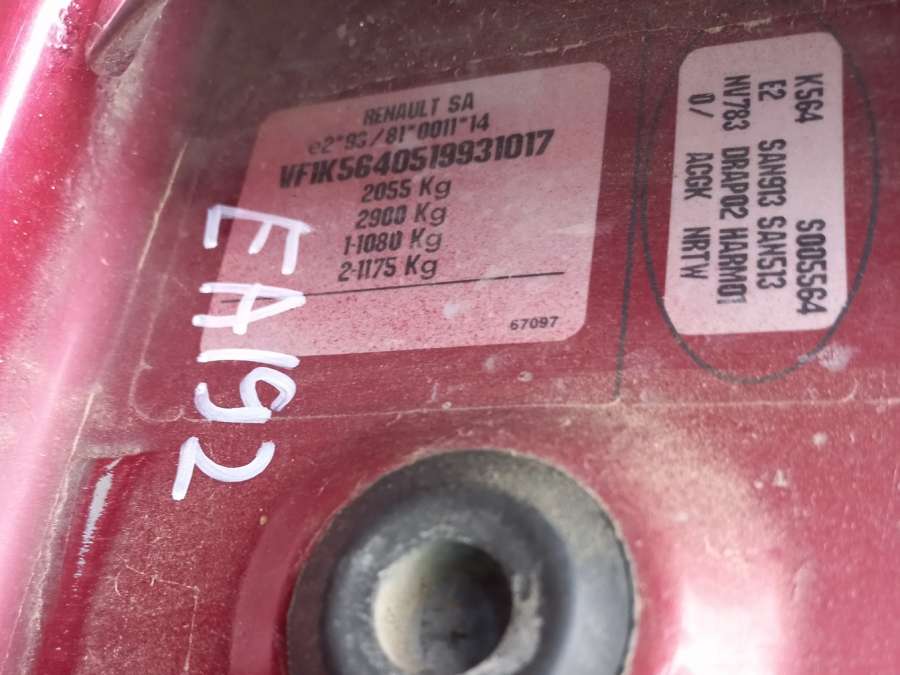 RENAULT SA
e2*93/81*0011*14
VF1K5640519931017
2055 Kg
2900 Kg
1-1080 Kg
2-1175 Kg
67097
K564 S005564
E2 SAN913 SAN513
NV783 DRAP02 HARM01
0/ ACGK NRTW
EA192